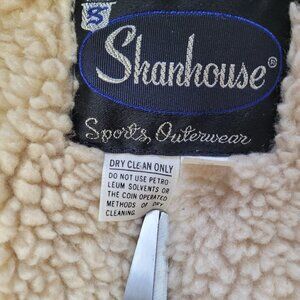 S
Shanhouse®
Sports Outerwear
DRY CLEAN ONLY
DO NOT USE PETRO
LEUM SOLVENTS OR
THE COIN OPERATED
METHODS OF DRY
CLEANING